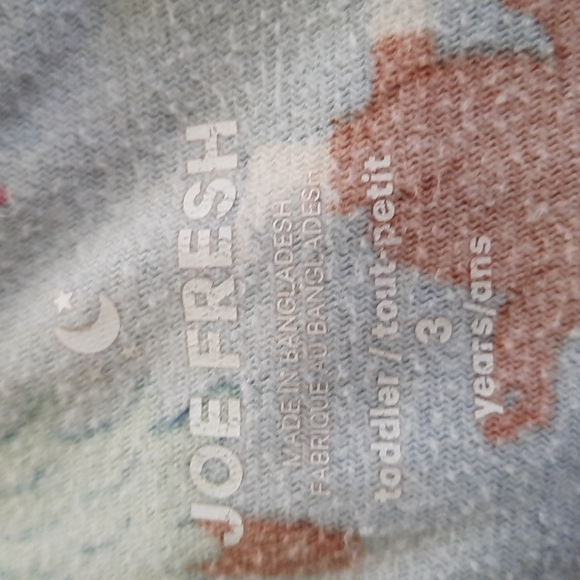 JOE FRESH
MADE IN BANGLADESH
FABRIQUE AU BANGLADESH
toddler / tout-petit
3
years/ans